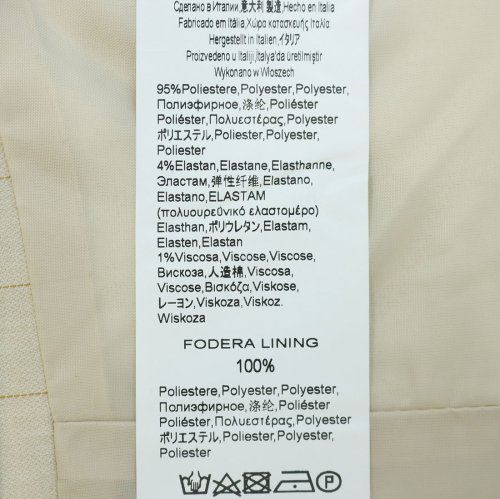 Сделано в Италии,意大利製造,Hecho en Italia
Fabricado em Itália,Χώρα κατασκευής Ιταλία
Hergestellt in Italien,イタリア
Proizvedeno u Italiji,İtalya'da üretilmiştir
Wykonano w Włoszech
95%Poliestere,Polyester,Polyester,
Полиэфирное,涤纶,Poliéster
Poliéster,Πολυεστέρας,Polyester
ポリエステル,Poliester,Polyester,
Poliester
4%Elastan,Elastane,Elasthanne,
Эластам,弹性纤维,Elastano,
Elastano,ELASTAM
(πολυουρεθνικό ελαστομέρο)
Elasthan,ポリウレタン,Elastam,
Elasten,Elastan
1%Viscosa,Viscose,Viscose,
Вискоза,人造棉,Viscosa,
Viscose,Βισκόζα,Viskose,
レーヨン,Viskoza,Viskoz.
Wiskoza
FODERA LINING
100%
Poliestere,Polyester,Polyester,
Полиэфирное,涤纶,Poliéster
Poliéster,Πολυεστέρας,Polyester
ポリエステル,Poliester,Polyester,
Poliester
P